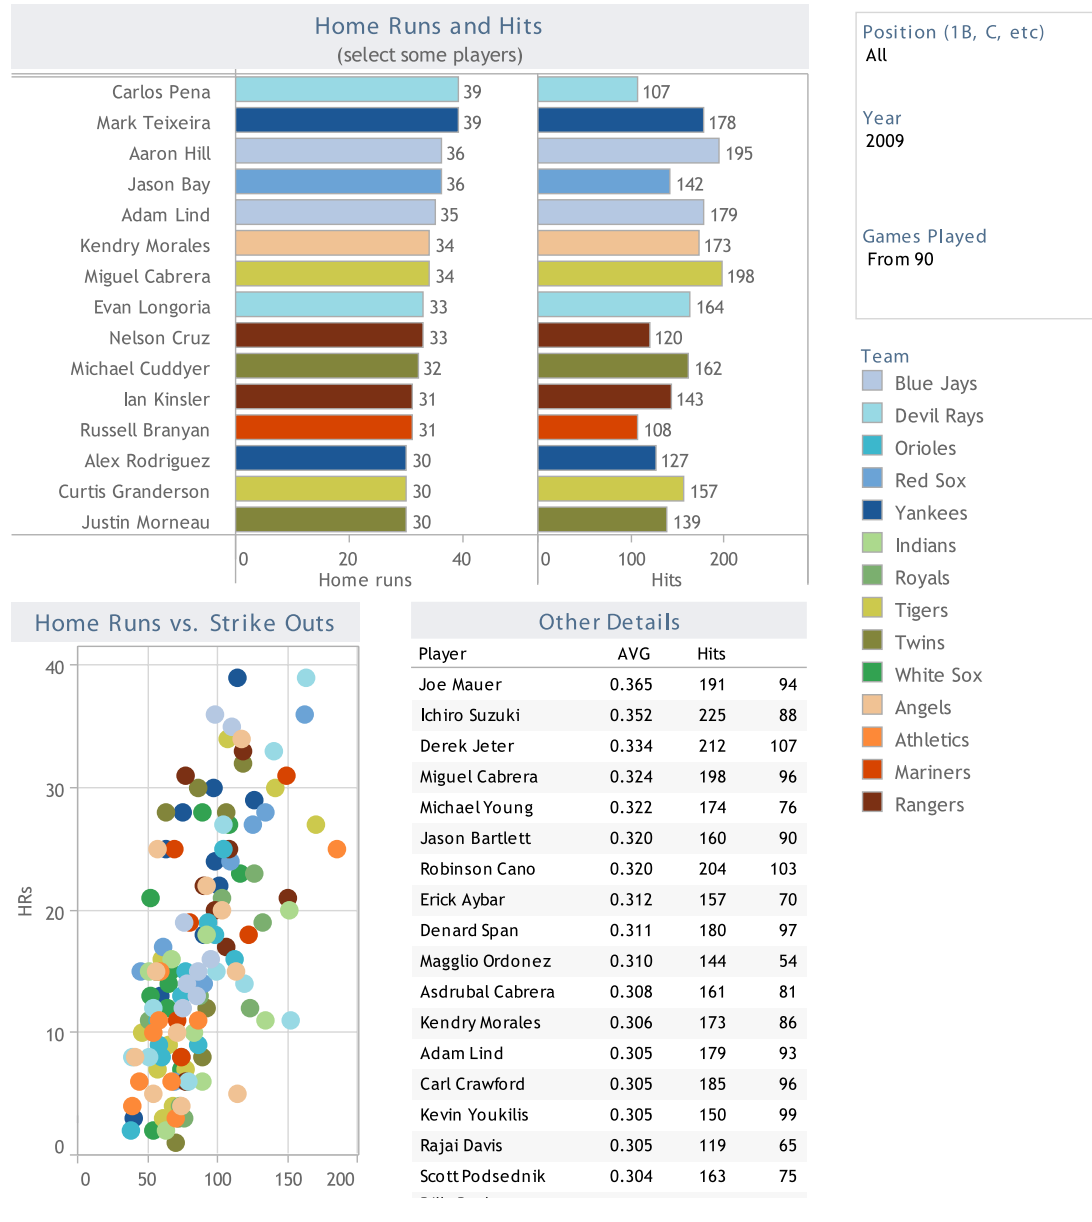 Home Runs and Hits
(select some players)
Carlos Pena 39 107
Mark Teixeira 39 178
Aaron Hill 36 195
Jason Bay 36 142
Adam Lind 35 179
Kendry Morales 34 173
Miguel Cabrera 34 198
Evan Longoria 33 164
Nelson Cruz 33 120
Michael Cuddyer 32 162
Ian Kinsler 31 143
Russell Branyan 31 108
Alex Rodriguez 30 127
Curtis Granderson 30 157
Justin Morneau 30 139
0 20 40 0 100 200
Home runs Hits
Position (1B, C, etc)
All
Year
2009
Games Played
From 90
Team
Blue Jays
Devil Rays
Orioles
Red Sox
Yankees
Indians
Royals
Tigers
Twins
White Sox
Angels
Athletics
Mariners
Rangers
Home Runs vs. Strike Outs
40
30
20
10
0
HRs
0 50 100 150 200
Other Details
Player AVG Hits
Joe Mauer 0.365 191 94
Ichiro Suzuki 0.352 225 88
Derek Jeter 0.334 212 107
Miguel Cabrera 0.324 198 96
Michael Young 0.322 174 76
Jason Bartlett 0.320 160 90
Robinson Cano 0.320 204 103
Erick Aybar 0.312 157 70
Denard Span 0.311 180 97
Magglio Ordonez 0.310 144 54
Asdrubal Cabrera 0.308 161 81
Kendry Morales 0.306 173 86
Adam Lind 0.305 179 93
Carl Crawford 0.305 185 96
Kevin Youkilis 0.305 150 99
Rajai Davis 0.305 119 65
Scott Podsednik 0.304 163 75